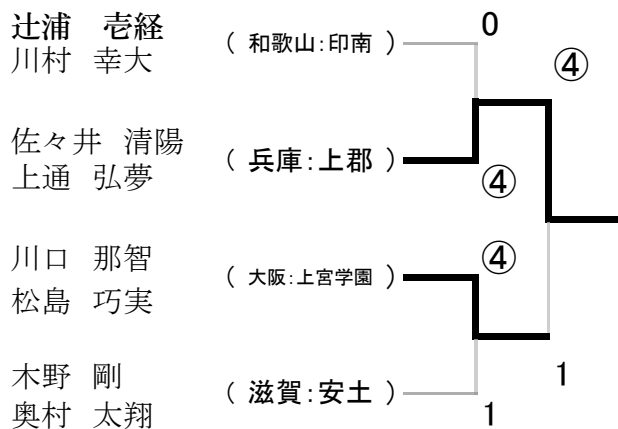 辻浦 壱経
川村 幸大
( 和歌山:印南 )
0
④
佐々井 清陽
上通 弘夢
( 兵庫:上郡 )
④
川口 那智
松島 巧実
( 大阪:上宮学園 )
④
木野 剛
奥村 太翔
( 滋賀:安土 )
1
1